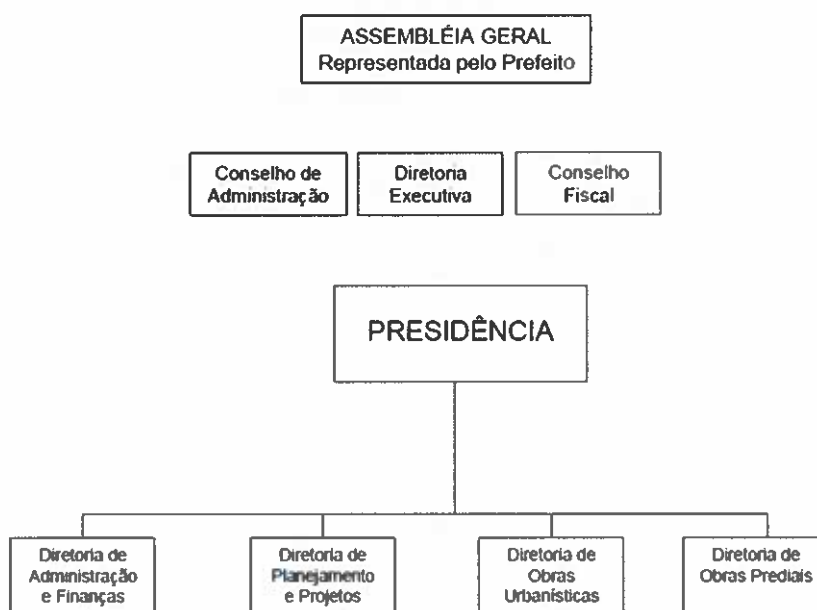 ASSEMBLÉIA GERAL
Representada pelo Prefeito
Conselho de
Administração
Diretoria
Executiva
Conselho
Fiscal
PRESIDÊNCIA
Diretoria de
Administração
e Finanças
Diretoria de
Planejamento
e Projetos
Diretoria de
Obras
Urbanísticas
Diretoria de
Obras Prediais